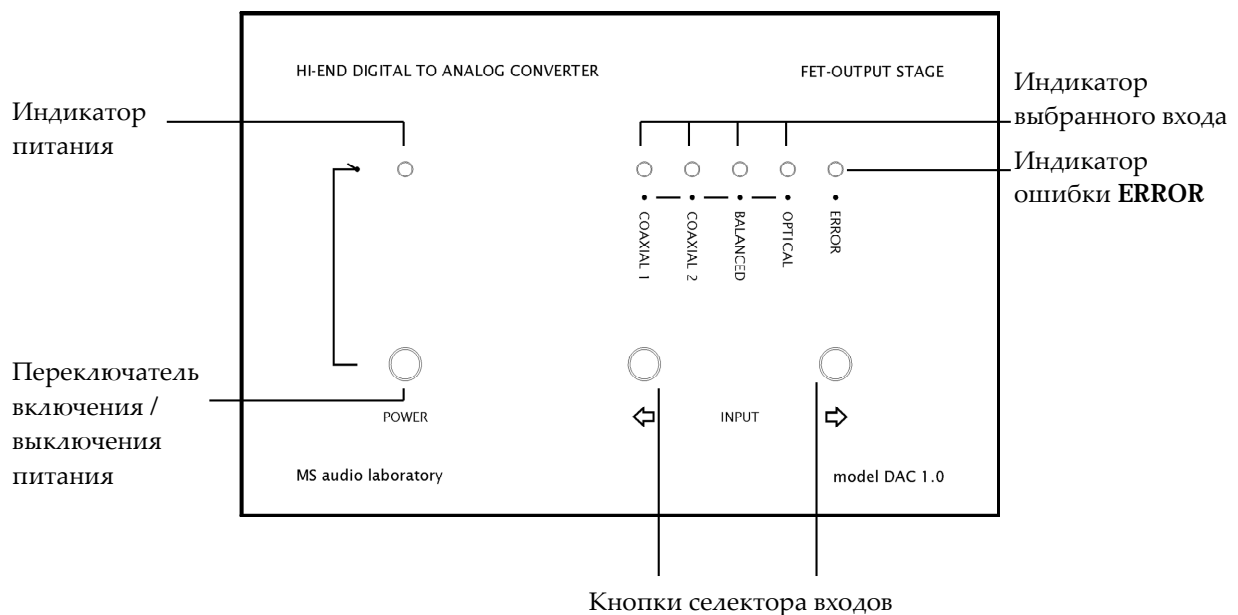 HI-END DIGITAL TO ANALOG CONVERTER
FET-OUTPUT STAGE
Индикатор
питания
Индикатор
выбранного входа
Индикатор
ошибки ERROR
COAXIAL 1
COAXIAL 2
BALANCED
OPTICAL
ERROR
Переключатель
включения /
выключения
питания
POWER
INPUT
MS audio laboratory
model DAC 1.0
Кнопки селектора входов